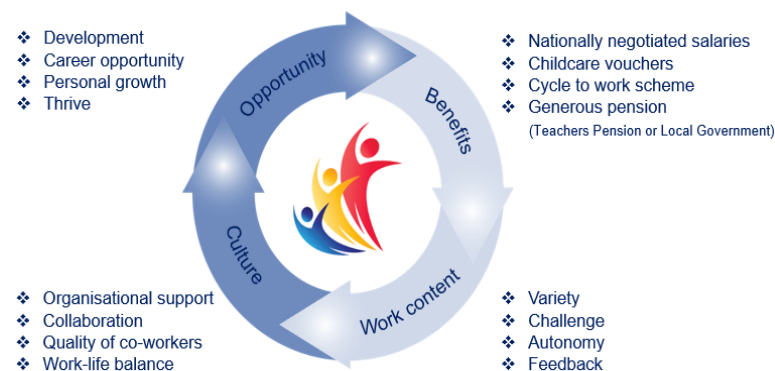 ❖ Development
❖ Career opportunity
❖ Personal growth
❖ Thrive
Opportunity
Benefits
❖ Nationally negotiated salaries
❖ Childcare vouchers
❖ Cycle to work scheme
❖ Generous pension
(Teachers Pension or Local Government)
Culture
Work content
❖ Organisational support
❖ Collaboration
❖ Quality of co-workers
❖ Work-life balance
❖ Variety
❖ Challenge
❖ Autonomy
❖ Feedback